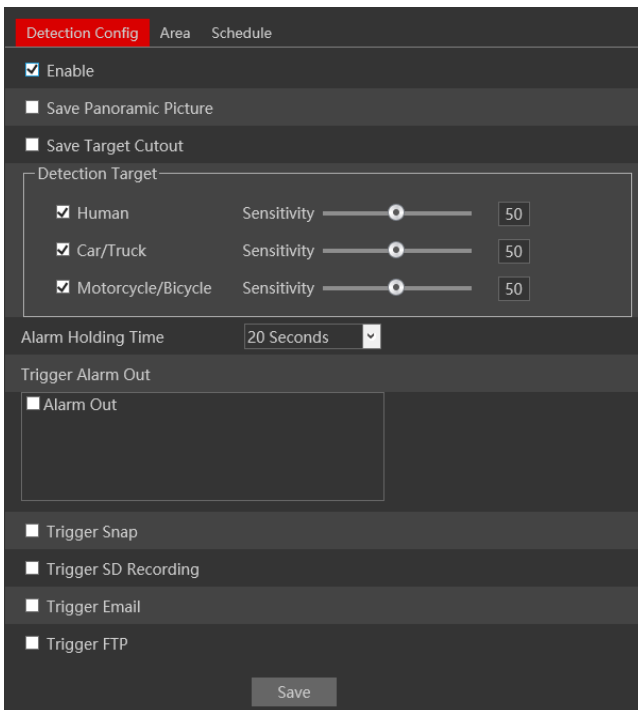 Detection Config Area Schedule
Enable
Save Panoramic Picture
Save Target Cutout
Detection Target
Human Sensitivity 50
Car/Truck Sensitivity 50
Motorcycle/Bicycle Sensitivity 50
Alarm Holding Time 20 Seconds
Trigger Alarm Out
Alarm Out
Trigger Snap
Trigger SD Recording
Trigger Email
Trigger FTP
Save